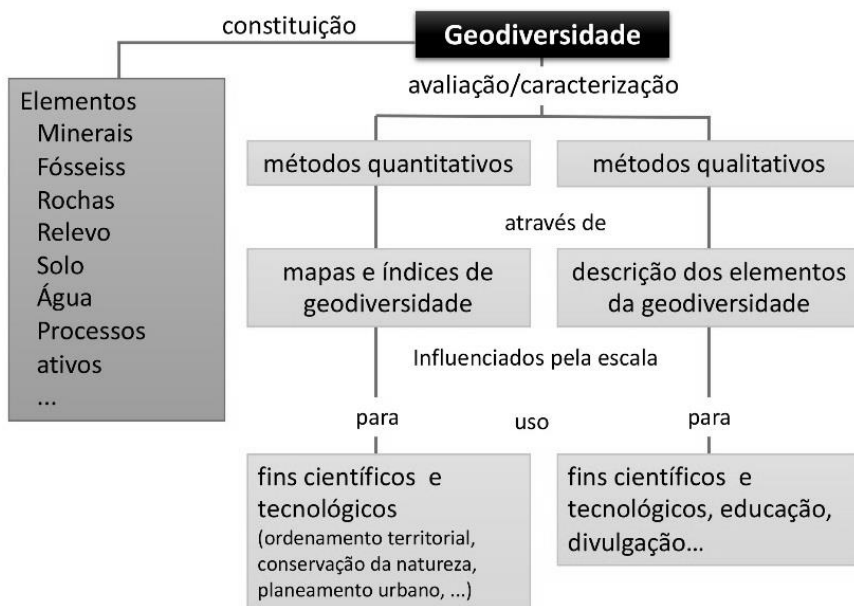 constituição
Geodiversidade
Elementos
Minerais
Fósseiss
Rochas
Relevo
Solo
Água
Processos
ativos
...
avaliação/caracterização
métodos quantitativos
métodos qualitativos
através de
mapas e índices de
geodiversidade
descrição dos elementos
da geodiversidade
Influenciados pela escala
para
uso
para
fins científicos e
tecnológicos
(ordenamento territorial,
conservação da natureza,
planeamento urbano, ...)
fins científicos e
tecnológicos, educação,
divulgação...